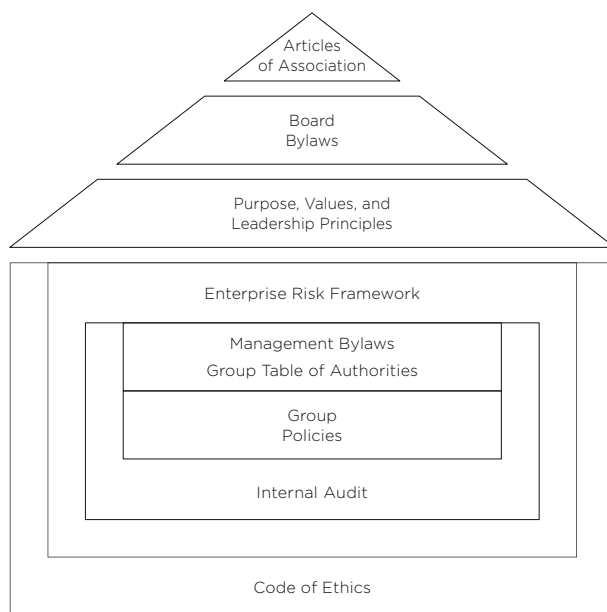 Articles
of Association
Board
Bylaws
Purpose, Values, and
Leadership Principles
Enterprise Risk Framework
Management Bylaws
Group Table of Authorities
Group
Policies
Internal Audit
Code of Ethics